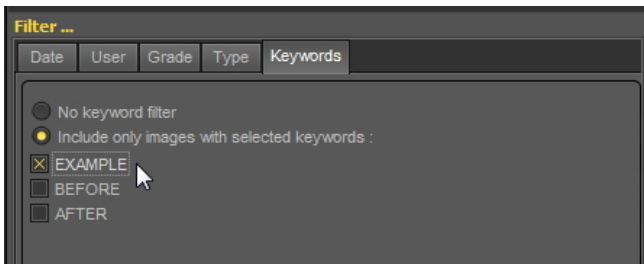 Filter ...
Date User Grade Type Keywords
No keyword filter
Include only images with selected keywords :
EXAMPLE
BEFORE
AFTER